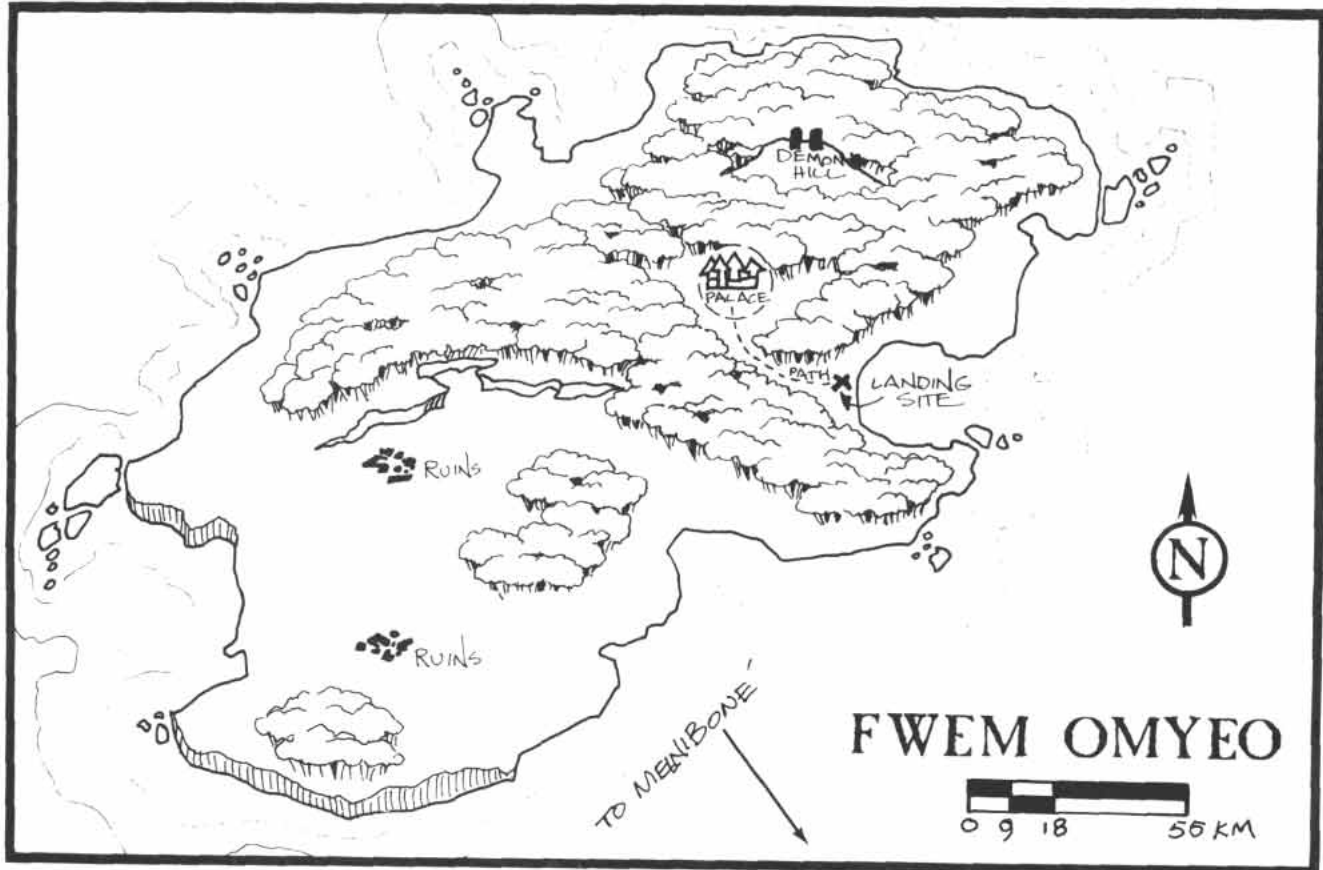 DEMON
HILL
PALACE
PATH
LANDING
SITE
RUINS
RUINS
N
TO MELNIBONÉ
FWEM OMYEO
0 9 18 55 KM